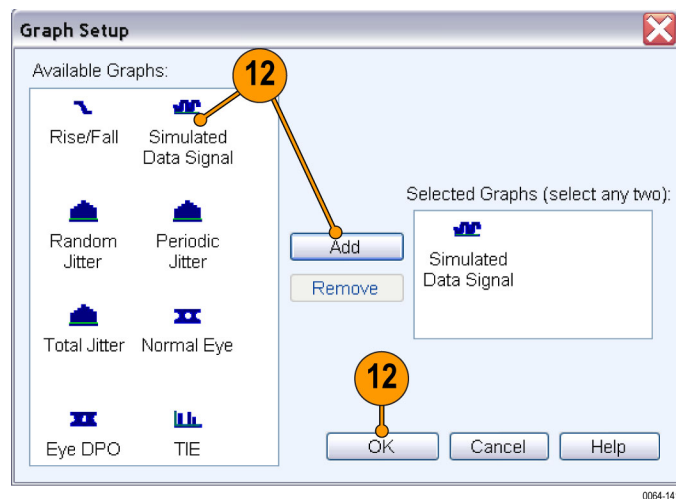 Graph Setup
Available Graphs:
12
Rise/Fall
Simulated
Data Signal
Random
Jitter
Periodic
Jitter
Total Jitter
Normal Eye
Eye DPO
TIE
Add
Remove
Selected Graphs (select any two):
Simulated
Data Signal
12
OK
Cancel
Help
0064-14